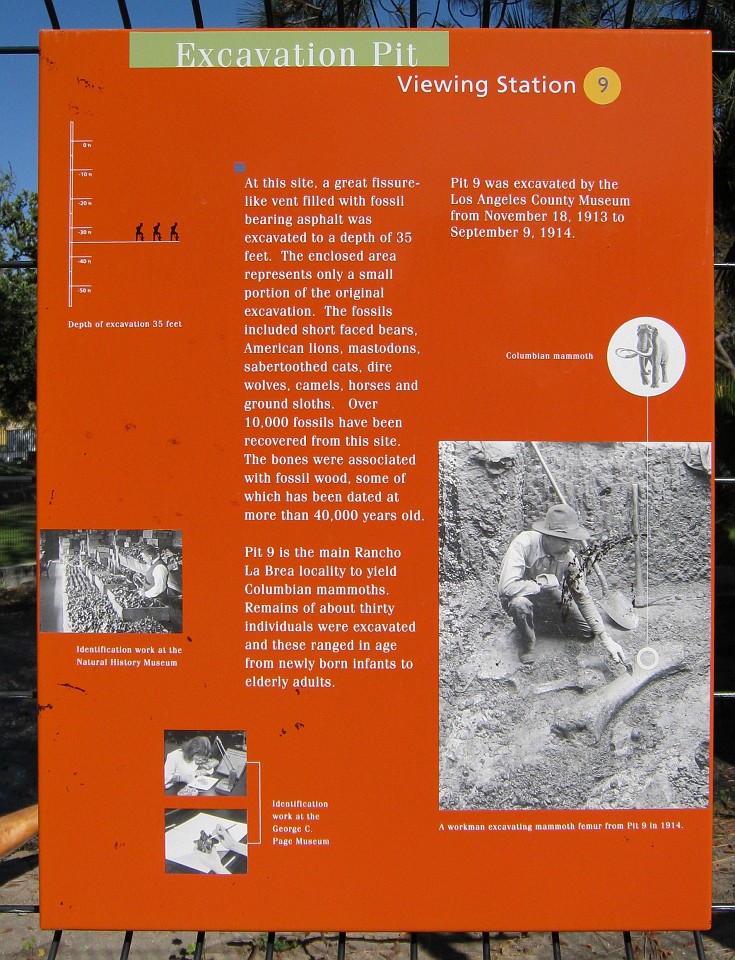 Excavation Pit
Viewing Station 9
0 ft
-10 ft
-20 ft
-30 ft
-40 ft
-50 ft
Depth of excavation 35 feet
At this site, a great fissure-
like vent filled with fossil
bearing asphalt was
excavated to a depth of 35
feet. The enclosed area
represents only a small
portion of the original
excavation. The fossils
included short faced bears,
American lions, mastodons,
sabertoothed cats, dire
wolves, camels, horses and
ground sloths. Over
10,000 fossils have been
recovered from this site.
The bones were associated
with fossil wood, some of
which has been dated at
more than 40,000 years old.
Pit 9 is the main Rancho
La Brea locality to yield
Columbian mammoths.
Remains of about thirty
individuals were excavated
and these ranged in age
from newly born infants to
elderly adults.
Pit 9 was excavated by the
Los Angeles County Museum
from November 18, 1913 to
September 9, 1914.
Columbian mammoth
A workman excavating mammoth femur from Pit 9 in 1914.
Identification work at the
Natural History Museum
Identification
work at the
George C.
Page Museum